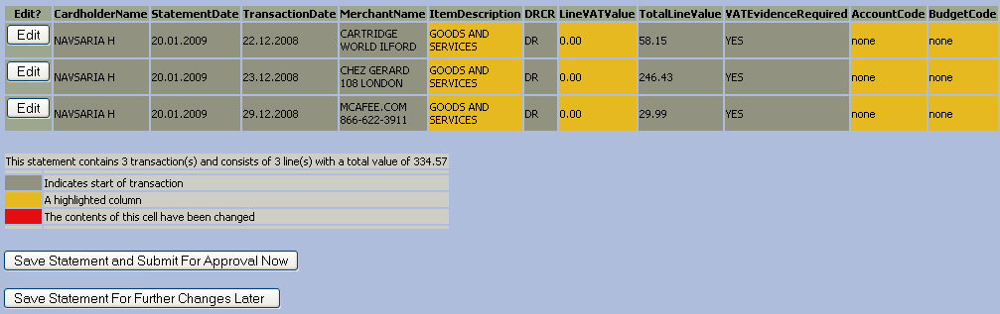 Edit? CardholderName StatementDate TransactionDate MerchantName ItemDescription DRCR LineVATValue TotalLineValue VATEvidenceRequired AccountCode BudgetCode
Edit NAVSARIA H 20.01.2009 22.12.2008 CARTRIDGE WORLD ILFORD GOODS AND SERVICES DR 0.00 58.15 YES none none
Edit NAVSARIA H 20.01.2009 23.12.2008 CHEZ GERARD 108 LONDON GOODS AND SERVICES DR 0.00 246.43 YES none none
Edit NAVSARIA H 20.01.2009 29.12.2008 MCAFEE.COM 866-622-3911 GOODS AND SERVICES DR 0.00 29.99 YES none none
This statement contains 3 transaction(s) and consists of 3 line(s) with a total value of 334.57
Indicates start of transaction
A highlighted column
The contents of this cell have been changed
Save Statement and Submit For Approval Now
Save Statement For Further Changes Later